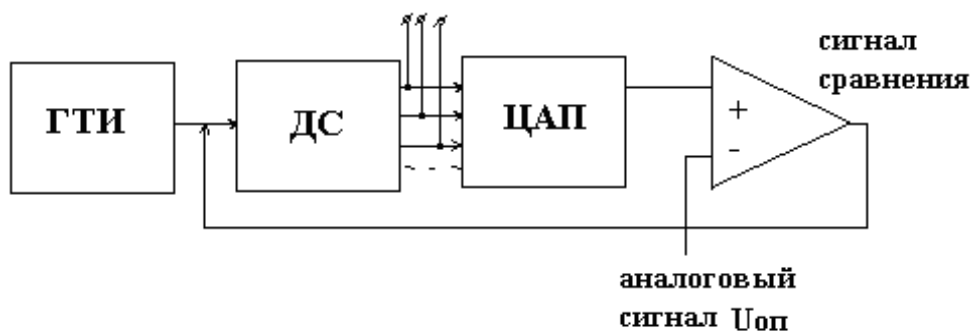 сигнал
сравнения
ГТИ
ДС
ЦАП
+
-
аналоговый
сигнал Uоп